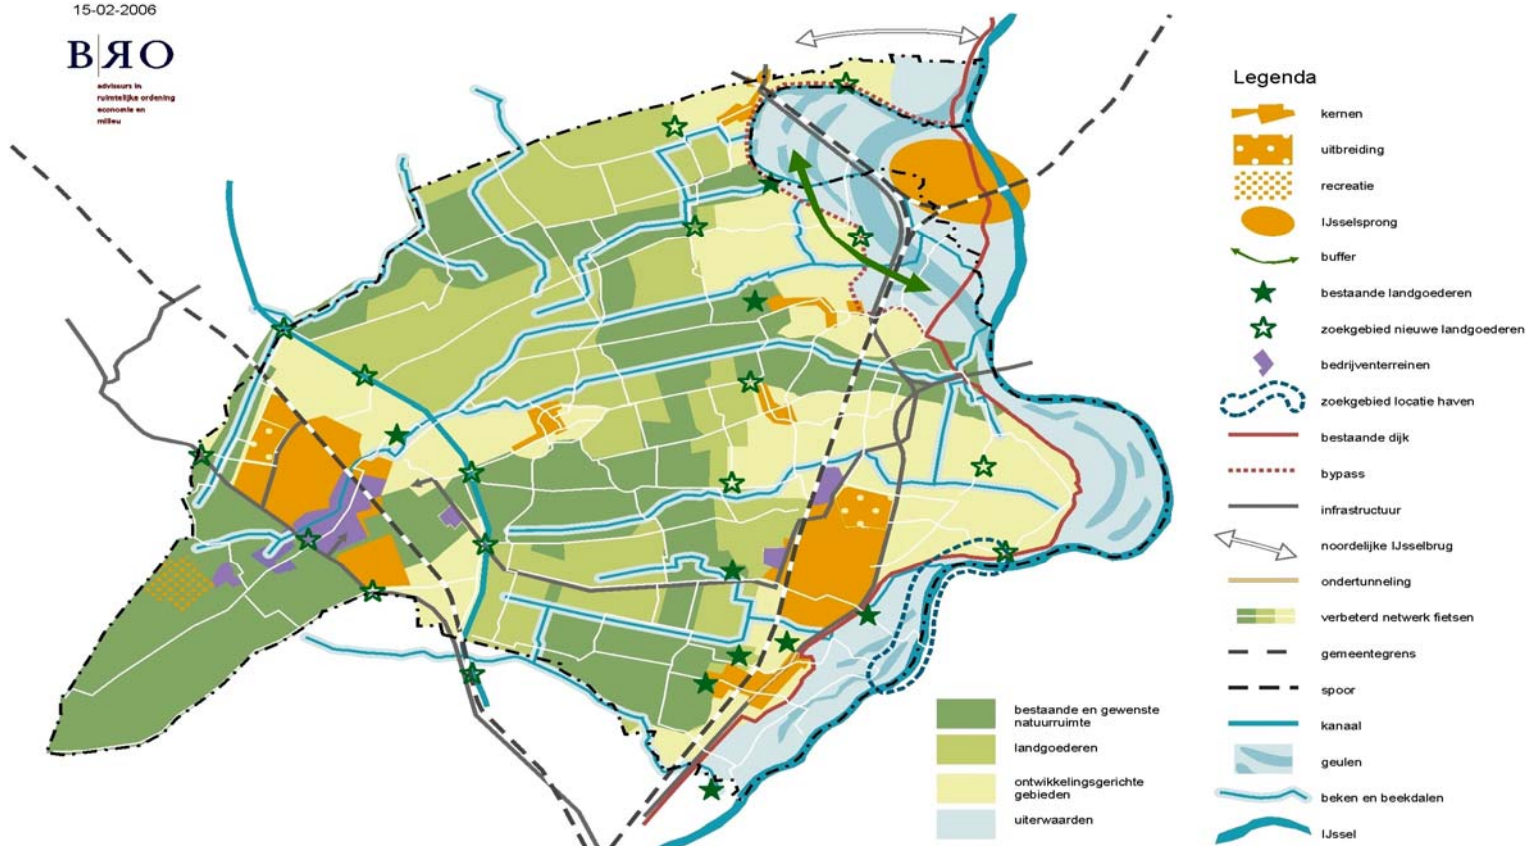 15-02-2006
BRO
adviseurs in
ruimtelijke ordening
economie en
milieu
Legenda
kernen
uitbreiding
recreatie
IJsselsprong
buffer
bestaande landgoederen
zoekgebied nieuwe landgoederen
bedrijventerreinen
zoekgebied locatie haven
bestaande dijk
bypass
infrastructuur
noordelijke IJsselbrug
ondertunneling
verbeterd netwerk fietsen
gemeentegrens
spoor
kanaal
geulen
beken en beekdalen
IJssel
bestaande en gewenste
natuurruimte
landgoederen
ontwikkelingsgerichte
gebieden
uiterwaarden